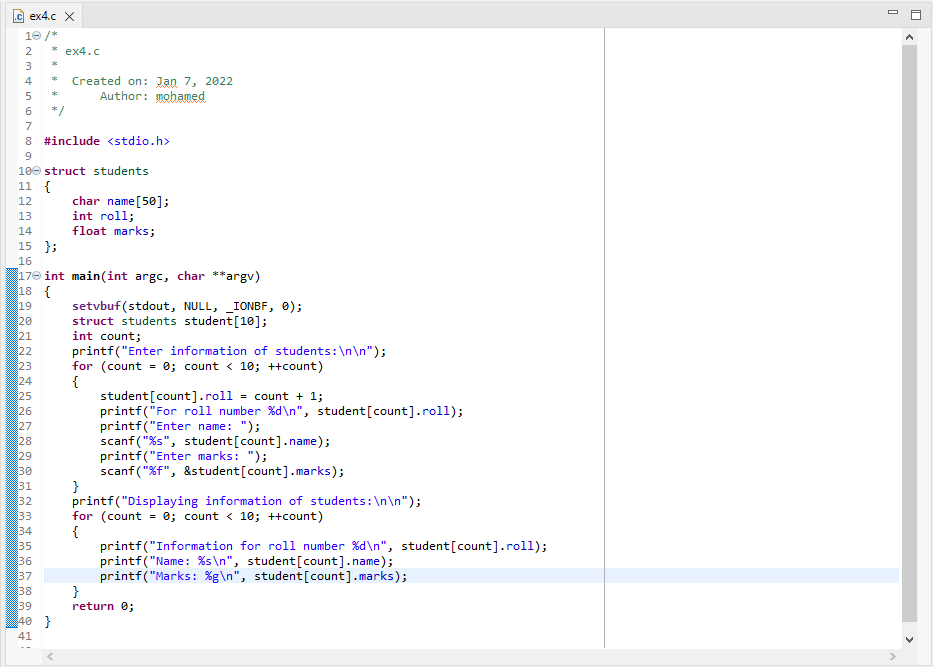 .c ex4.c
1 /*
2  * ex4.c
3  *
4  *  Created on: Jan 7, 2022
5  *      Author: mohamed
6  */
7
8 #include <stdio.h>
9
10 struct students
11 {
12     char name[50];
13     int roll;
14     float marks;
15 };
16
17 int main(int argc, char **argv)
18 {
19     setvbuf(stdout, NULL, _IONBF, 0);
20     struct students student[10];
21     int count;
22     printf("Enter information of students:\n\n");
23     for (count = 0; count < 10; ++count)
24     {
25         student[count].roll = count + 1;
26         printf("For roll number %d\n", student[count].roll);
27         printf("Enter name: ");
28         scanf("%s", student[count].name);
29         printf("Enter marks: ");
30         scanf("%f", &student[count].marks);
31     }
32     printf("Displaying information of students:\n\n");
33     for (count = 0; count < 10; ++count)
34     {
35         printf("Information for roll number %d\n", student[count].roll);
36         printf("Name: %s\n", student[count].name);
37         printf("Marks: %g\n", student[count].marks);
38     }
39     return 0;
40 }
41